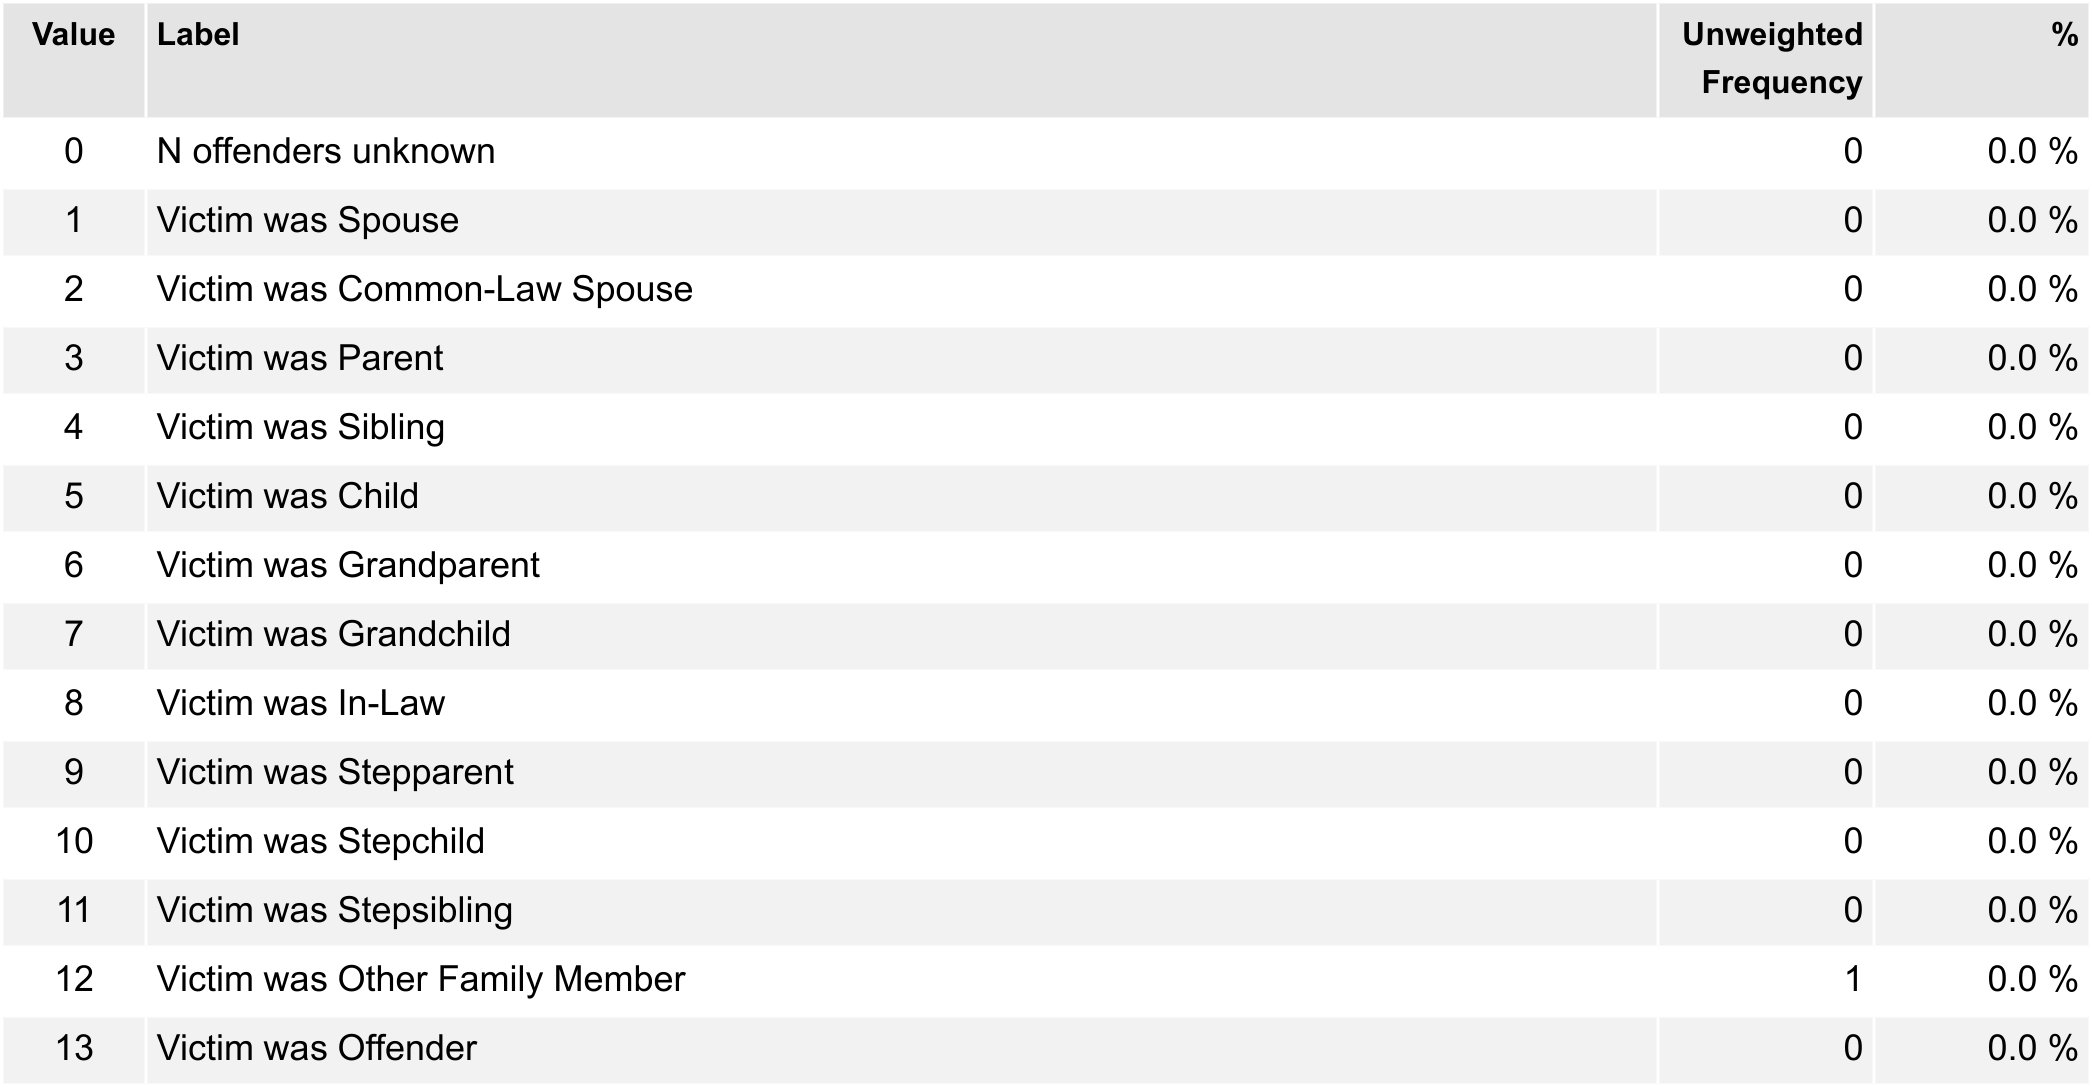 Value Label Unweighted Frequency %
0 N offenders unknown 0 0.0 %
1 Victim was Spouse 0 0.0 %
2 Victim was Common-Law Spouse 0 0.0 %
3 Victim was Parent 0 0.0 %
4 Victim was Sibling 0 0.0 %
5 Victim was Child 0 0.0 %
6 Victim was Grandparent 0 0.0 %
7 Victim was Grandchild 0 0.0 %
8 Victim was In-Law 0 0.0 %
9 Victim was Stepparent 0 0.0 %
10 Victim was Stepchild 0 0.0 %
11 Victim was Stepsibling 0 0.0 %
12 Victim was Other Family Member 1 0.0 %
13 Victim was Offender 0 0.0 %